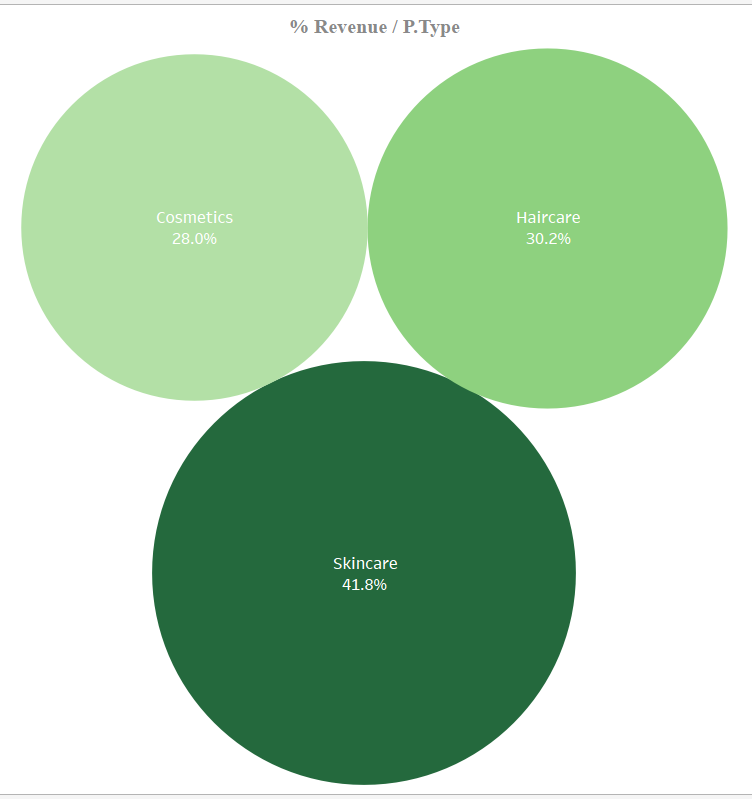 % Revenue / P.Type
Cosmetics
28.0%
Haircare
30.2%
Skincare
41.8%